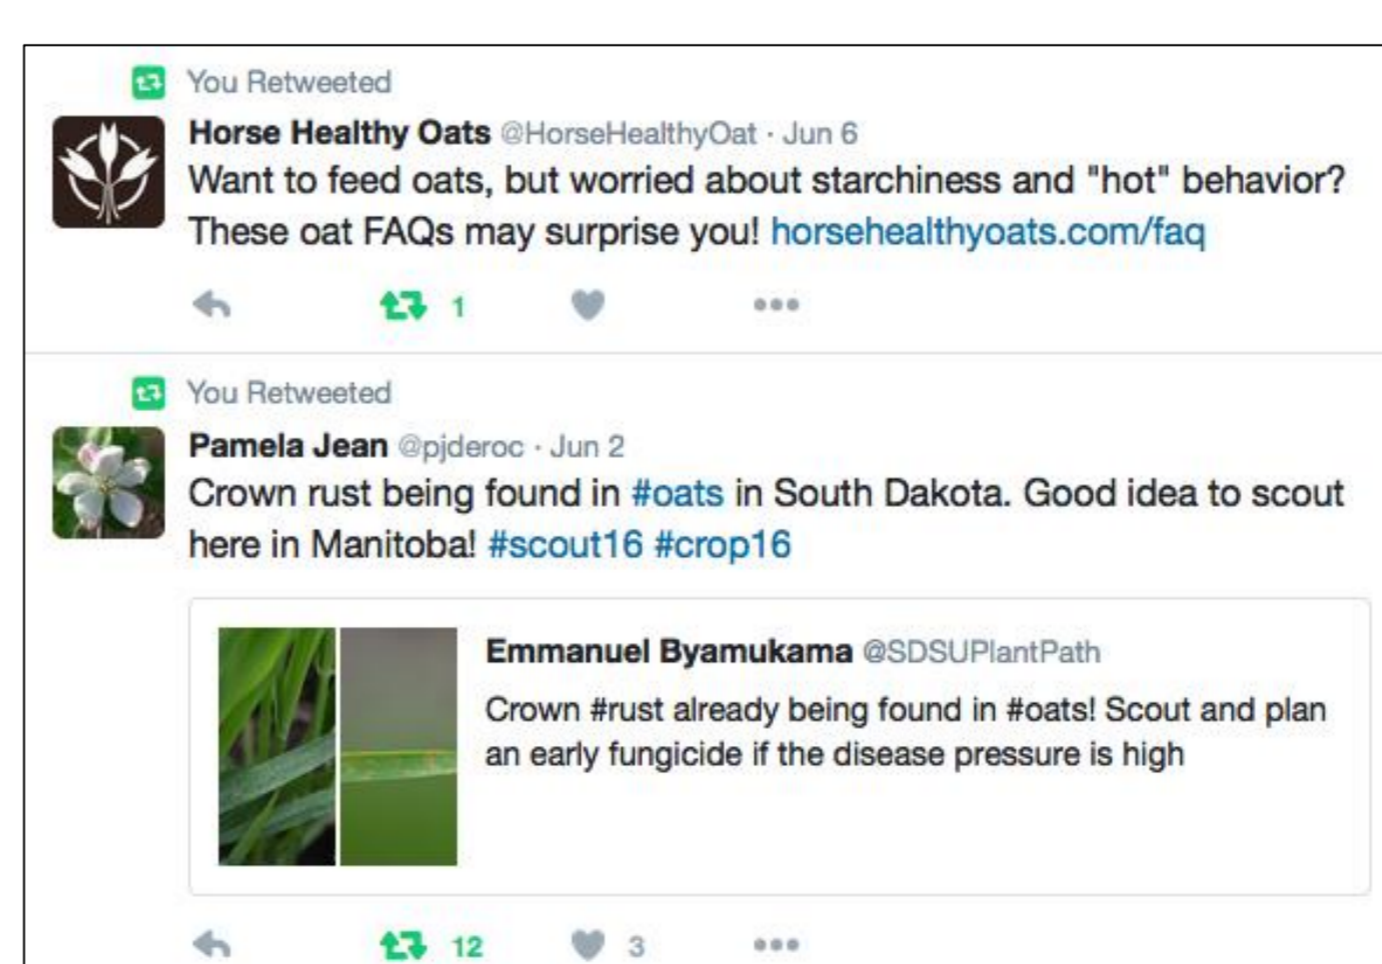 You Retweeted
Horse Healthy Oats @HorseHealthyOat · Jun 6
Want to feed oats, but worried about starchiness and "hot" behavior?
These oat FAQs may surprise you! horsehealthyoats.com/faq
1
You Retweeted
Pamela Jean @pjderoc · Jun 2
Crown rust being found in #oats in South Dakota. Good idea to scout
here in Manitoba! #scout16 #crop16
Emmanuel Byamukama @SDSUPlantPath
Crown #rust already being found in #oats! Scout and plan
an early fungicide if the disease pressure is high
12 3